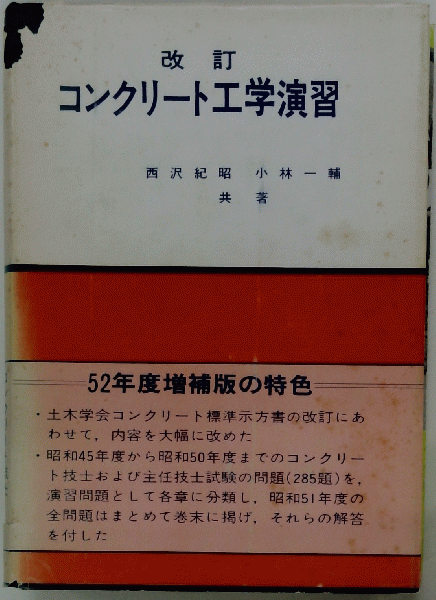 改訂
コンクリート工学演習
西沢紀昭 小林一輔
共著
52年度増補版の特色
・土木学会コンクリート標準示方書の改訂にあ
わせて，内容を大幅に改めた
・昭和45年度から昭和50年度までのコンクリー
ト技士および主任技士試験の問題(285題)を，
演習問題として各章に分類し，昭和51年度の
全問題はまとめて巻末に掲げ，それらの解答
を付した